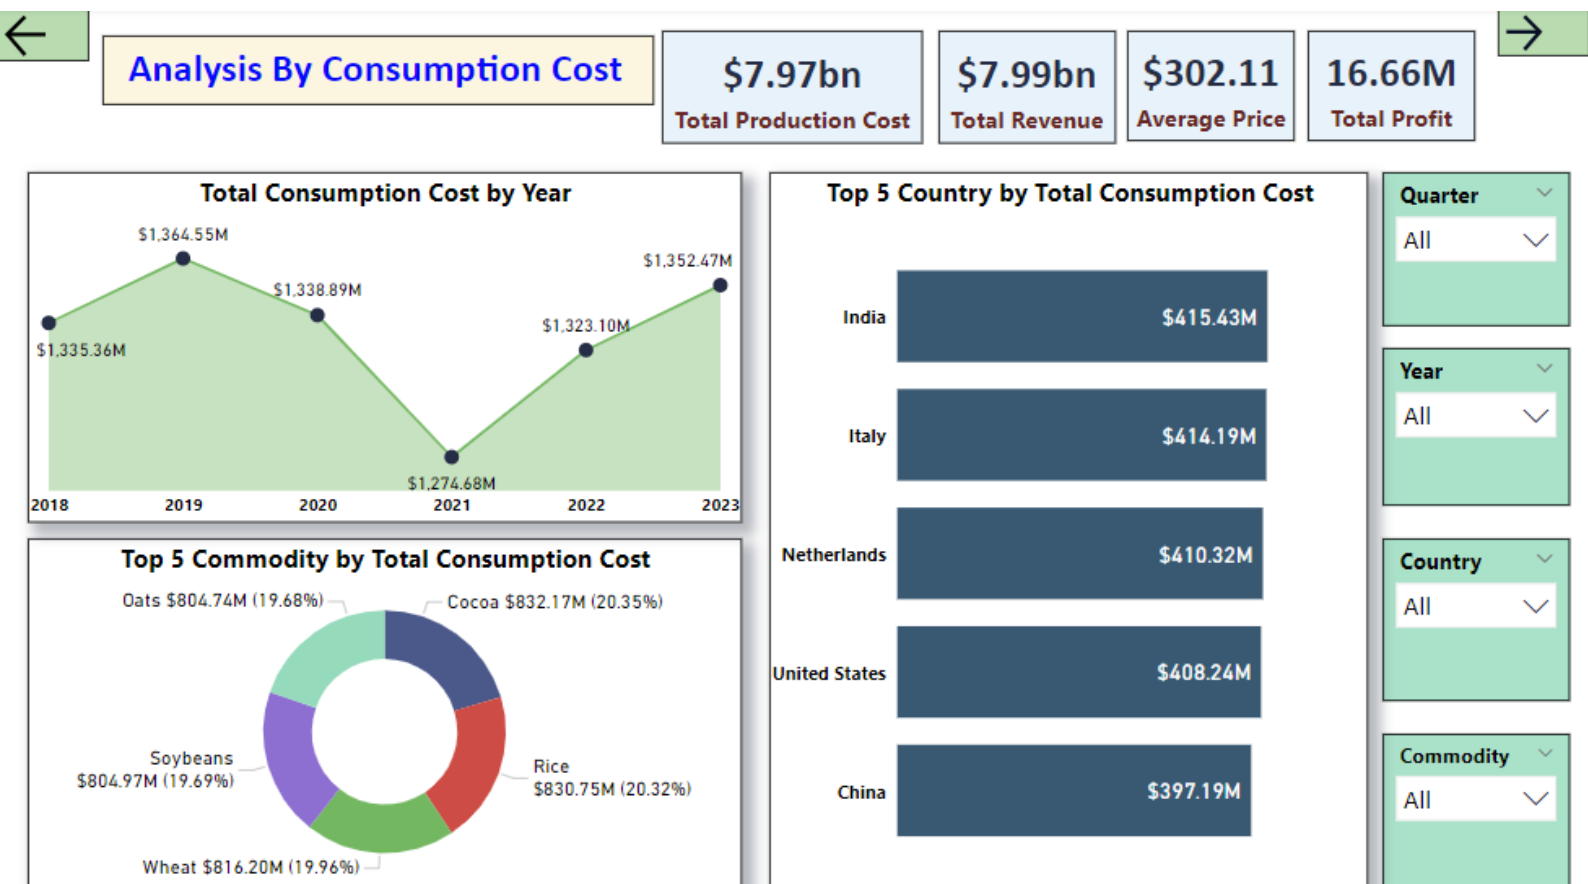 Analysis By Consumption Cost
$7.97bn
Total Production Cost
$7.99bn
Total Revenue
$302.11
Average Price
16.66M
Total Profit
Total Consumption Cost by Year
$1,364.55M
$1,352.47M
$1,338.89M
$1,323.10M
$1,335.36M
$1,274.68M
2018 2019 2020 2021 2022 2023
Top 5 Commodity by Total Consumption Cost
Oats $804.74M (19.68%)
Cocoa $832.17M (20.35%)
Soybeans
$804.97M (19.69%)
Rice
$830.75M (20.32%)
Wheat $816.20M (19.96%)
Top 5 Country by Total Consumption Cost
India $415.43M
Italy $414.19M
Netherlands $410.32M
United States $408.24M
China $397.19M
Quarter
All
Year
All
Country
All
Commodity
All